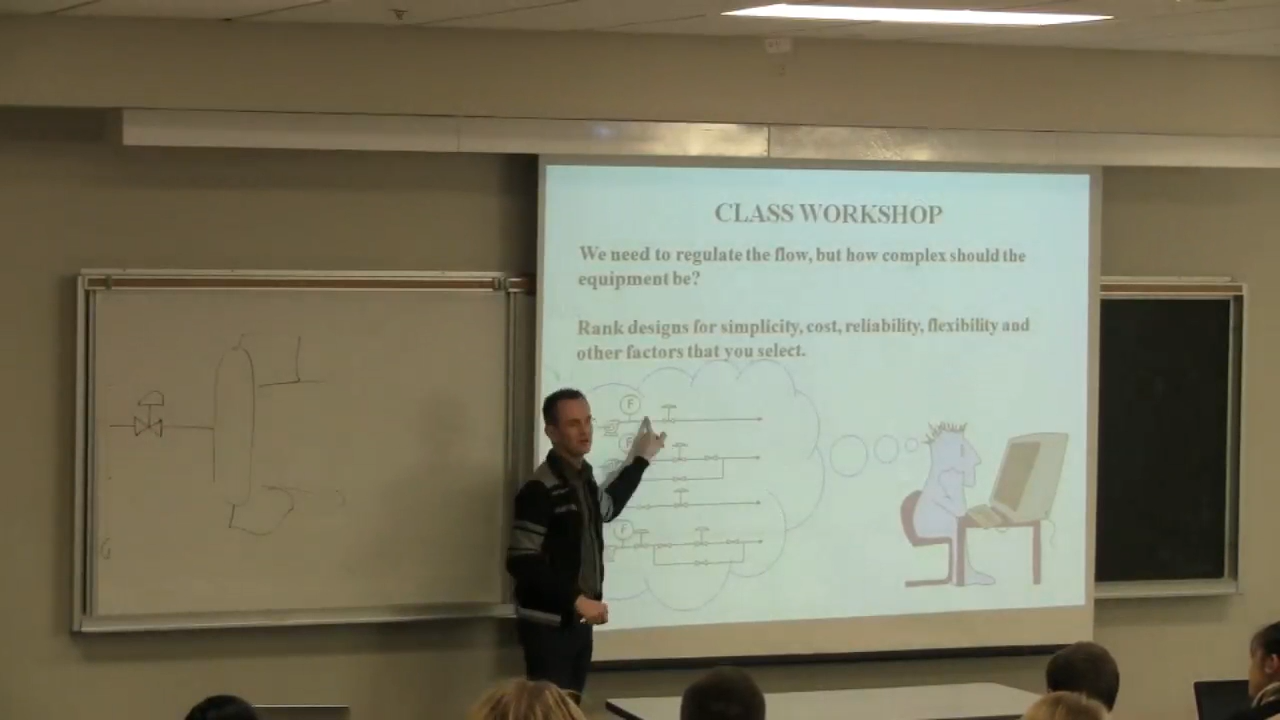 CLASS WORKSHOP
We need to regulate the flow, but how complex should the
equipment be?
Rank designs for simplicity, cost, reliability, flexibility and
other factors that you select.
F
F
F